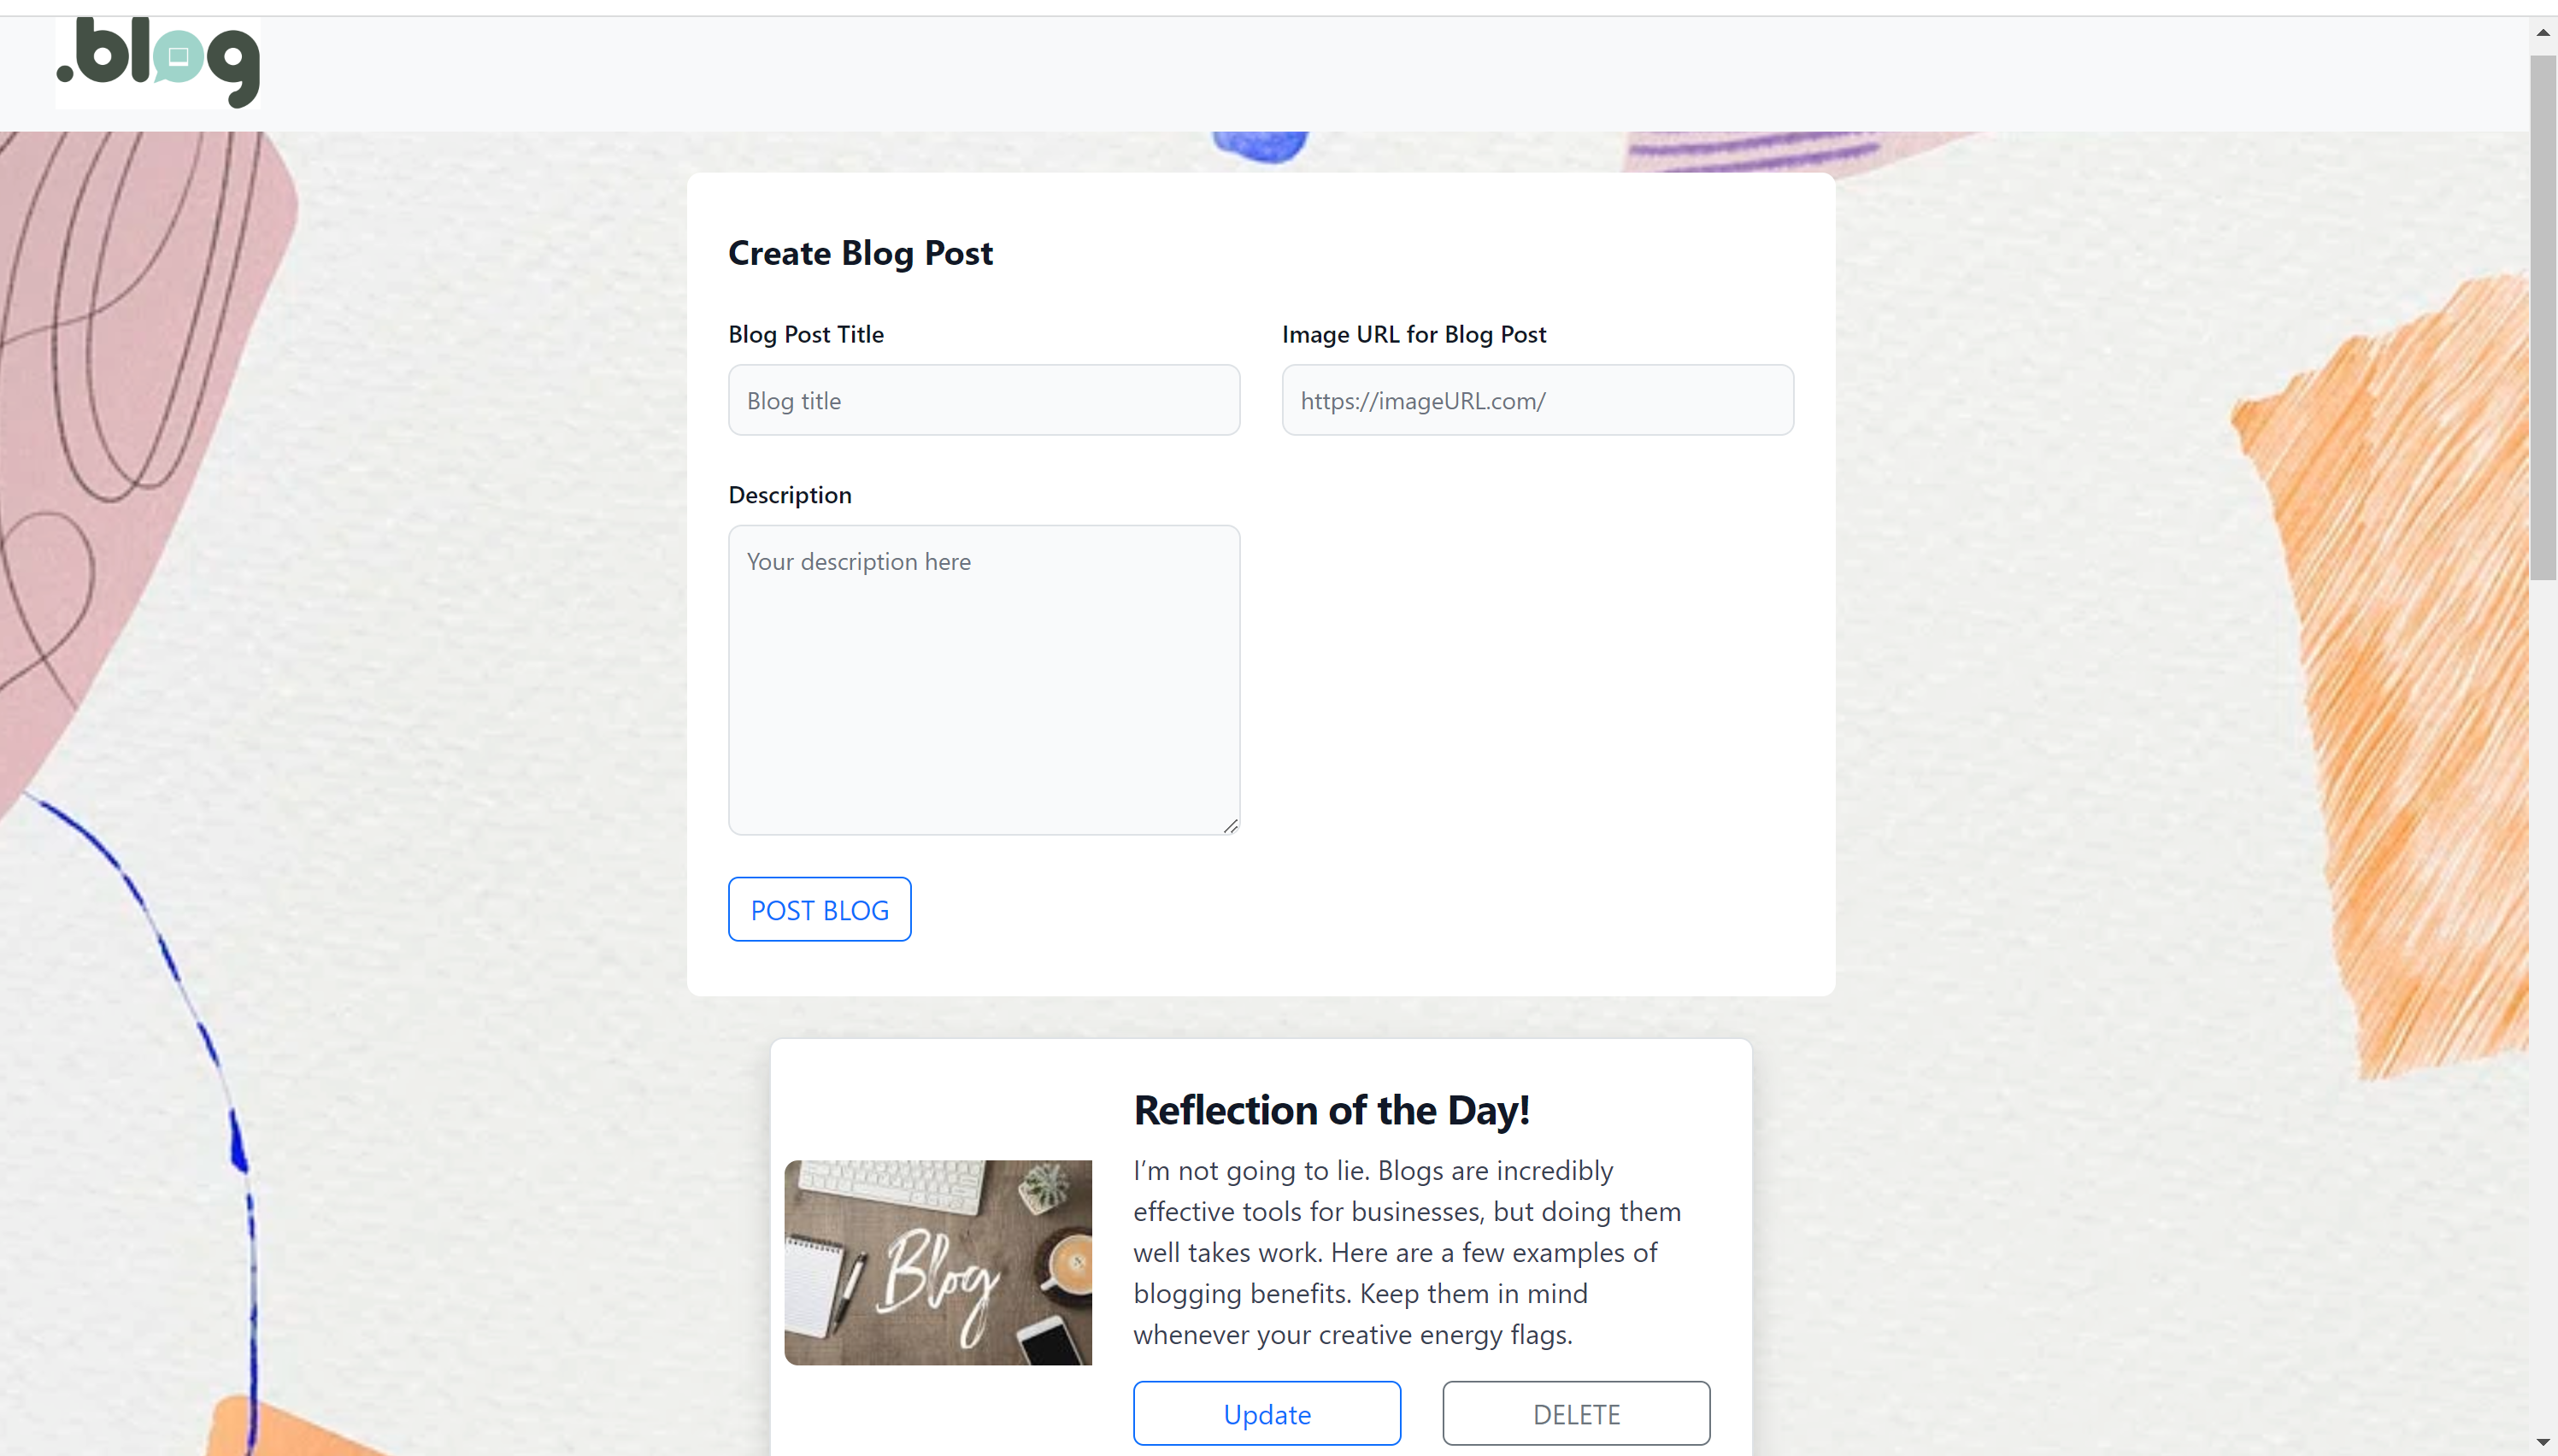 .blog
Create Blog Post
Blog Post Title
Image URL for Blog Post
Blog title
https://imageURL.com/
Description
Your description here
POST BLOG
Reflection of the Day!
I’m not going to lie. Blogs are incredibly
effective tools for businesses, but doing them
well takes work. Here are a few examples of
blogging benefits. Keep them in mind
whenever your creative energy flags.
Blog
Update
DELETE